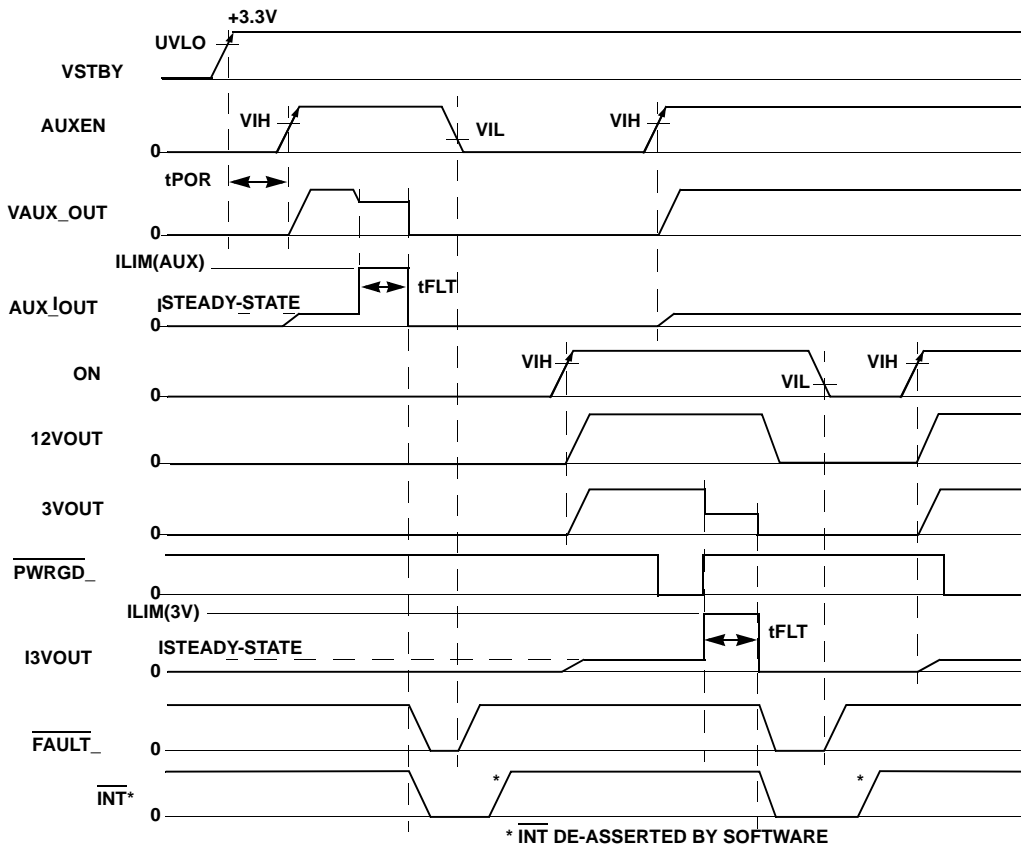 +3.3V
UVLO
VSTBY
AUXEN
VIH
VIL
VIH
0
tPOR
VAUX_OUT
0
ILIM(AUX)
tFLT
ISTEADY-STATE
AUX_IOUT
0
ON
VIH
VIL
VIH
0
12VOUT
0
3VOUT
0
PWRGD_
0
ILIM(3V)
tFLT
ISTEADY-STATE
I3VOUT
0
FAULT_
0
INT*
*
*
0
* INT DE-ASSERTED BY SOFTWARE